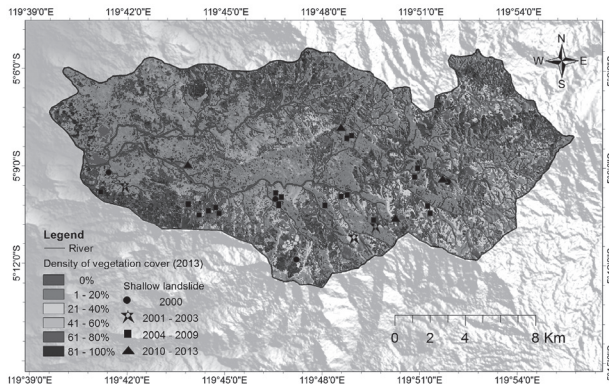 119°39'0"E 119°42'0"E 119°45'0"E 119°48'0"E 119°51'0"E 119°54'0"E
N
W E
S
5°6'0"S
5°9'0"S
5°12'0"S
Legend
River
Density of vegetation cover (2013)
0%
1 - 20%
21 - 40%
41 - 60%
61 - 80%
81 - 100%
Shallow landslide
2000
2001 - 2003
2004 - 2009
2010 - 2013
0 2 4 8 Km
119°39'0"E 119°42'0"E 119°45'0"E 119°48'0"E 119°51'0"E 119°54'0"E